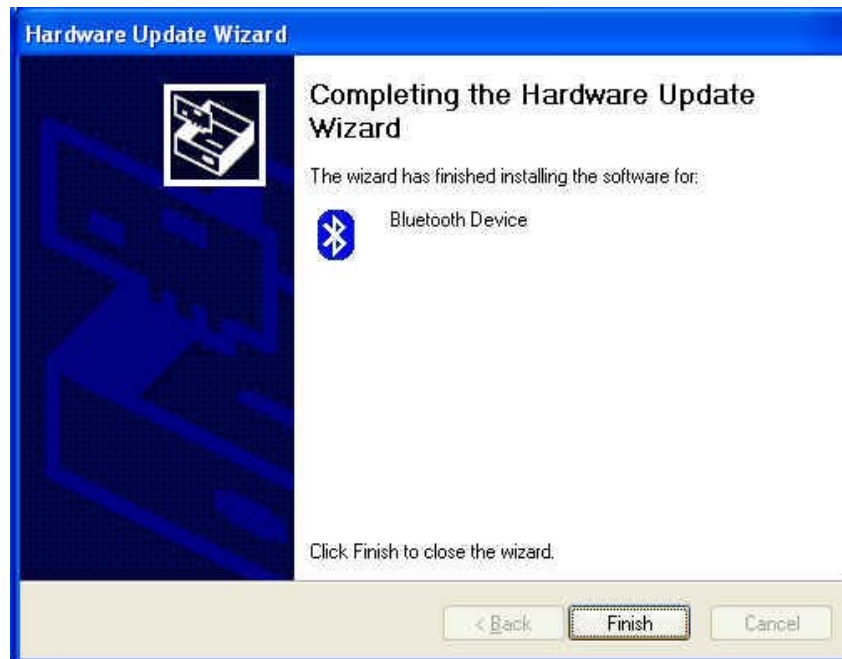 Hardware Update Wizard
Completing the Hardware Update
Wizard
The wizard has finished installing the software for:
Bluetooth Device
Click Finish to close the wizard.
< Back
Finish
Cancel